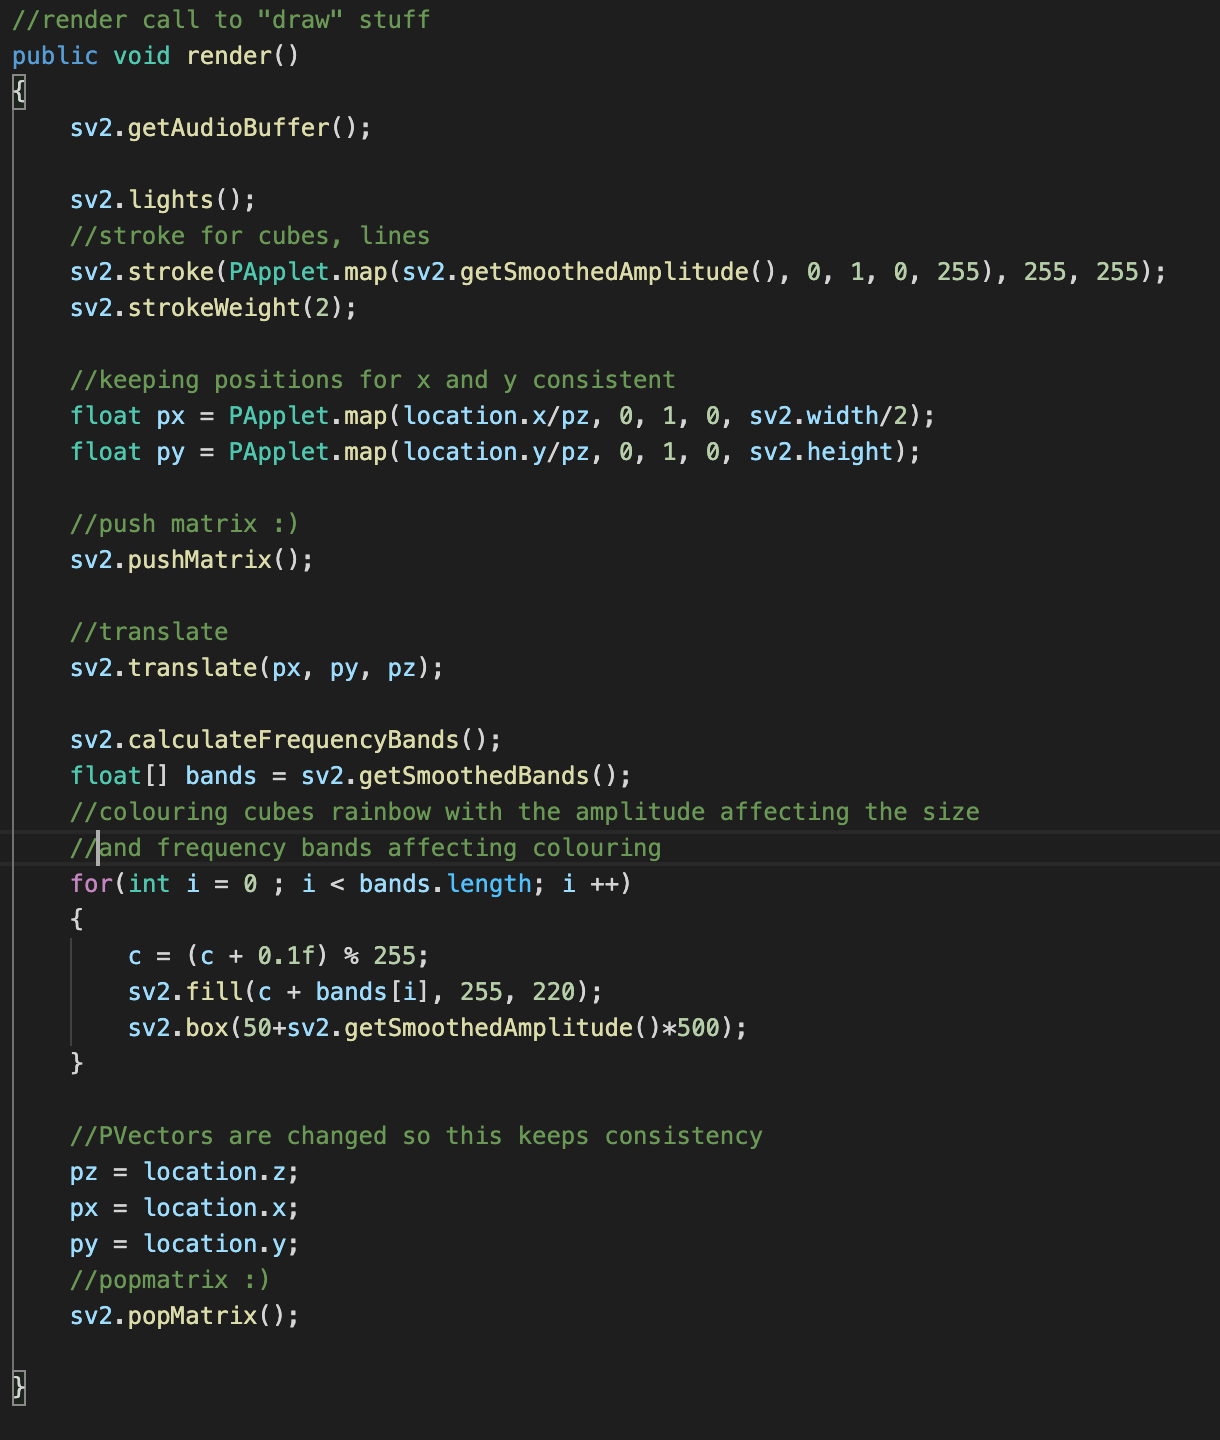 //render call to "draw" stuff
public void render()
{
    sv2.getAudioBuffer();

    sv2.lights();
    //stroke for cubes, lines
    sv2.stroke(PApplet.map(sv2.getSmoothedAmplitude(), 0, 1, 0, 255), 255, 255);
    sv2.strokeWeight(2);

    //keeping positions for x and y consistent
    float px = PApplet.map(location.x/pz, 0, 1, 0, sv2.width/2);
    float py = PApplet.map(location.y/pz, 0, 1, 0, sv2.height);

    //push matrix :)
    sv2.pushMatrix();

    //translate
    sv2.translate(px, py, pz);

    sv2.calculateFrequencyBands();
    float[] bands = sv2.getSmoothedBands();
    //colouring cubes rainbow with the amplitude affecting the size
    //and frequency bands affecting colouring
    for(int i = 0 ; i < bands.length; i ++)
    {
        c = (c + 0.1f) % 255;
        sv2.fill(c + bands[i], 255, 220);
        sv2.box(50+sv2.getSmoothedAmplitude()*500);
    }

    //PVectors are changed so this keeps consistency
    pz = location.z;
    px = location.x;
    py = location.y;
    //popmatrix :)
    sv2.popMatrix();

}